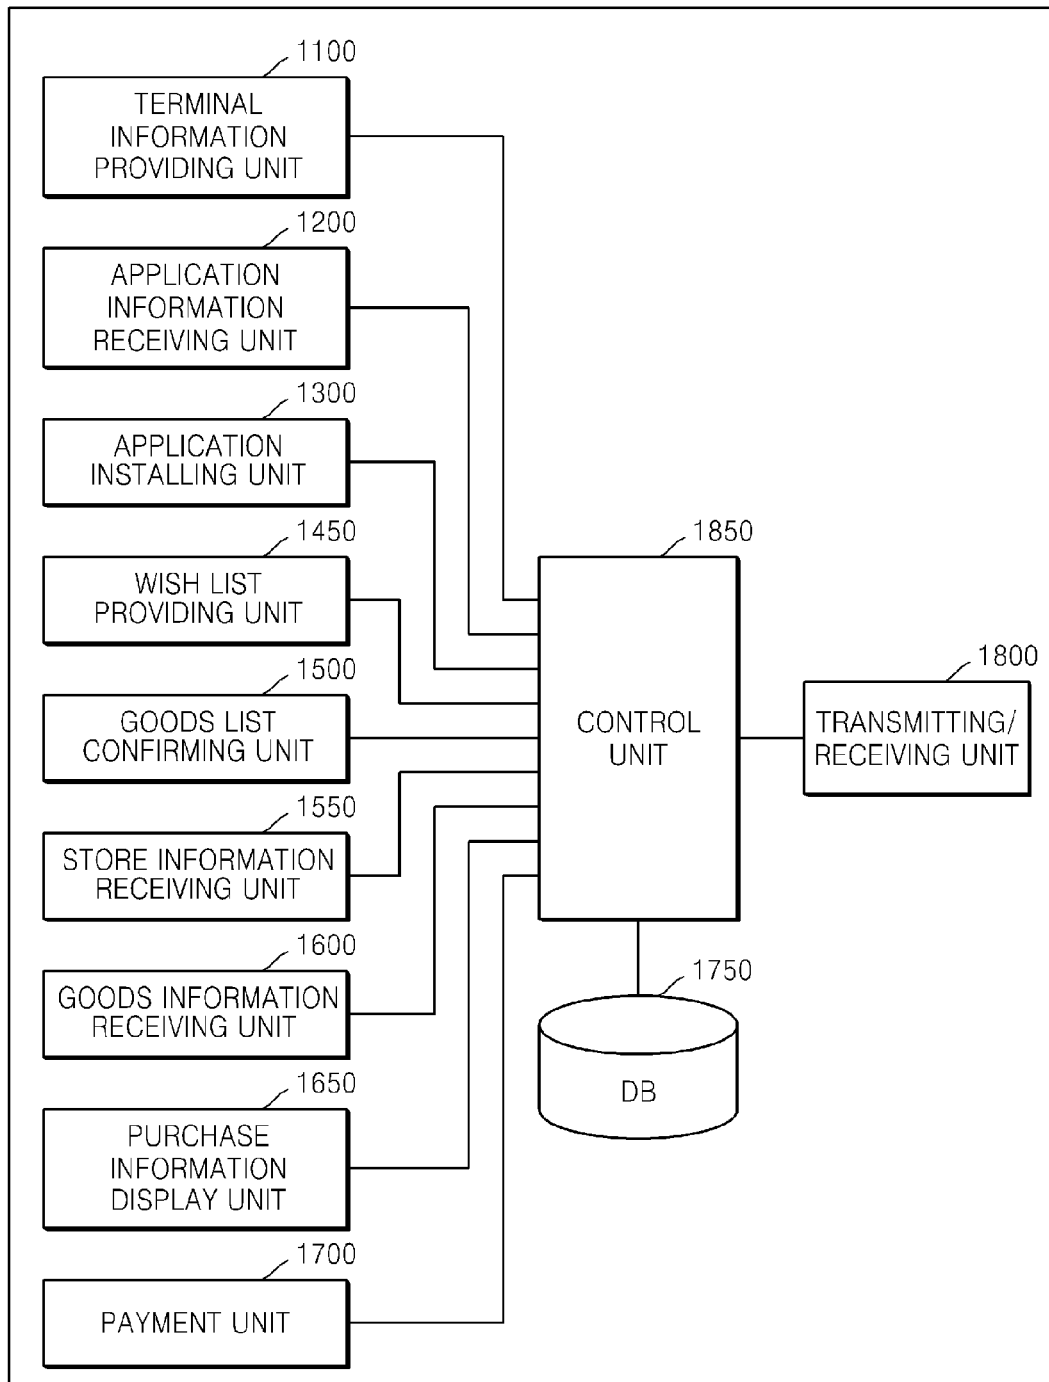 1100
TERMINAL
INFORMATION
PROVIDING UNIT
1200
APPLICATION
INFORMATION
RECEIVING UNIT
1300
APPLICATION
INSTALLING UNIT
1450
WISH LIST
PROVIDING UNIT
1500
GOODS LIST
CONFIRMING UNIT
1550
STORE INFORMATION
RECEIVING UNIT
1600
GOODS INFORMATION
RECEIVING UNIT
1650
PURCHASE
INFORMATION
DISPLAY UNIT
1700
PAYMENT UNIT
1850
CONTROL
UNIT
1800
TRANSMITTING/
RECEIVING UNIT
1750
DB